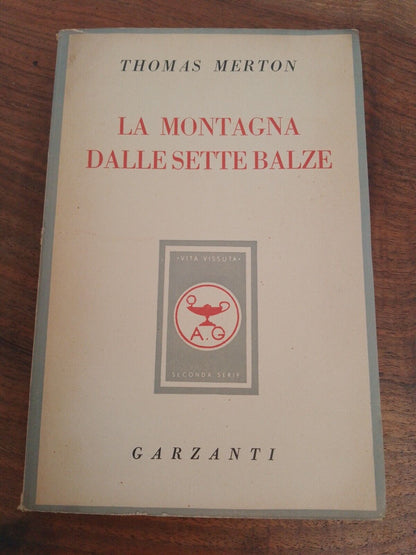 THOMAS MERTON
LA MONTAGNA
DALLE SETTE BALZE
«VITA VISSUTA»
A.G
SECONDA SERIE
GARZANTI